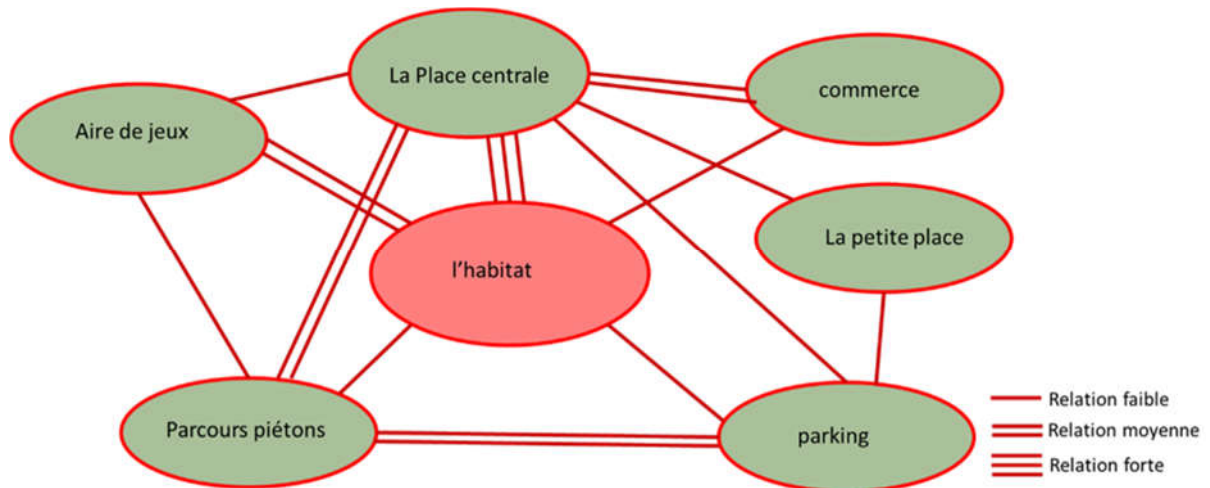 La Place centrale
commerce
Aire de jeux
La petite place
l’habitat
Parcours piétons
parking
Relation faible
Relation moyenne
Relation forte